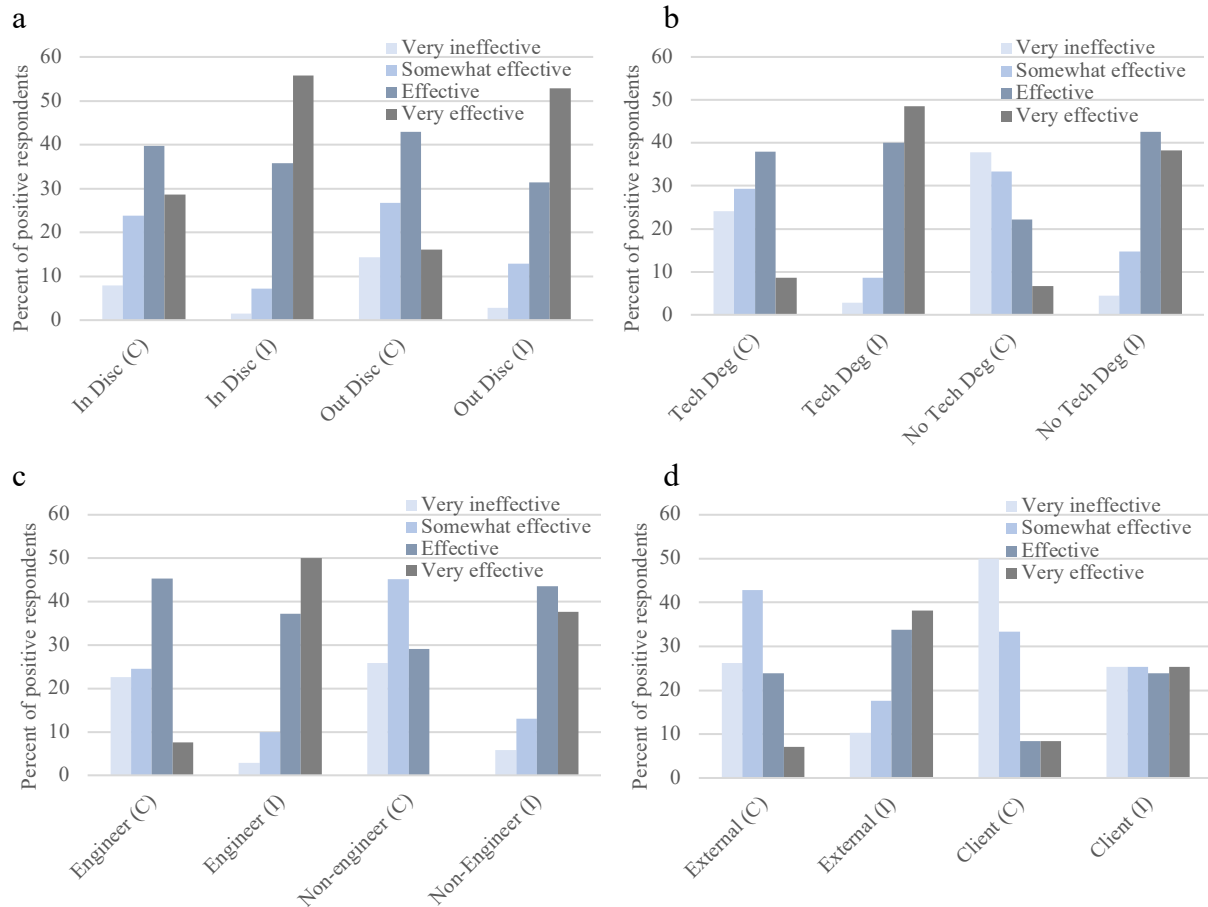 a
Very ineffective
Somewhat effective
Effective
Very effective
Percent of positive respondents
60
50
40
30
20
10
0
In Disc (C)
In Disc (I)
Out Disc (C)
Out Disc (I)
b
Very ineffective
Somewhat effective
Effective
Very effective
Percent of positive respondents
60
50
40
30
20
10
0
Tech Deg (C)
Tech Deg (I)
No Tech Deg (C)
No Tech Deg (I)
c
Very ineffective
Somewhat effective
Effective
Very effective
Percent of positive respondents
60
50
40
30
20
10
0
Engineer (C)
Engineer (I)
Non-engineer (C)
Non-Engineer (I)
d
Very ineffective
Somewhat effective
Effective
Very effective
Percent of positive respondents
60
50
40
30
20
10
0
External (C)
External (I)
Client (C)
Client (I)